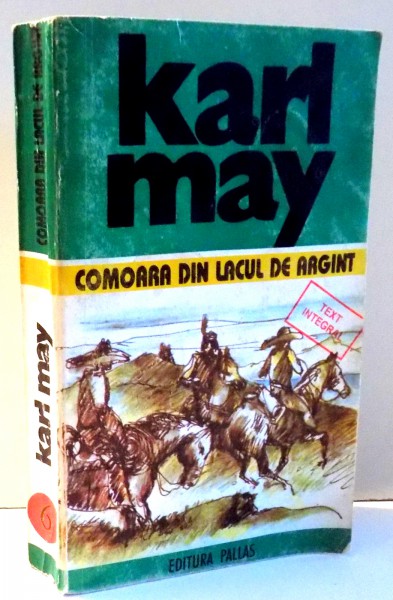 karl
may
COMOARA DIN LACUL DE ARGINT
TEXT
INTEGRAL
EDITURA PALLAS
COMOARA DIN LACUL DE ARGINT
karl may
6